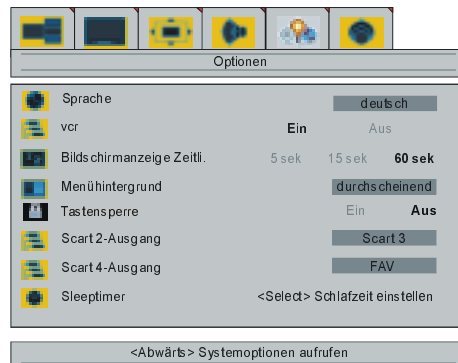 Optionen
Sprache deutsch
vcr Ein Aus
Bildschirmanzeige Zeitli. 5 sek 15 sek 60 sek
Menühintergrund durchscheinend
Tastensperre Ein Aus
Scart 2-Ausgang Scart 3
Scart 4-Ausgang FAV
Sleeptimer <Select> Schlafzeit einstellen
<Abwärts> Systemoptionen aufrufen